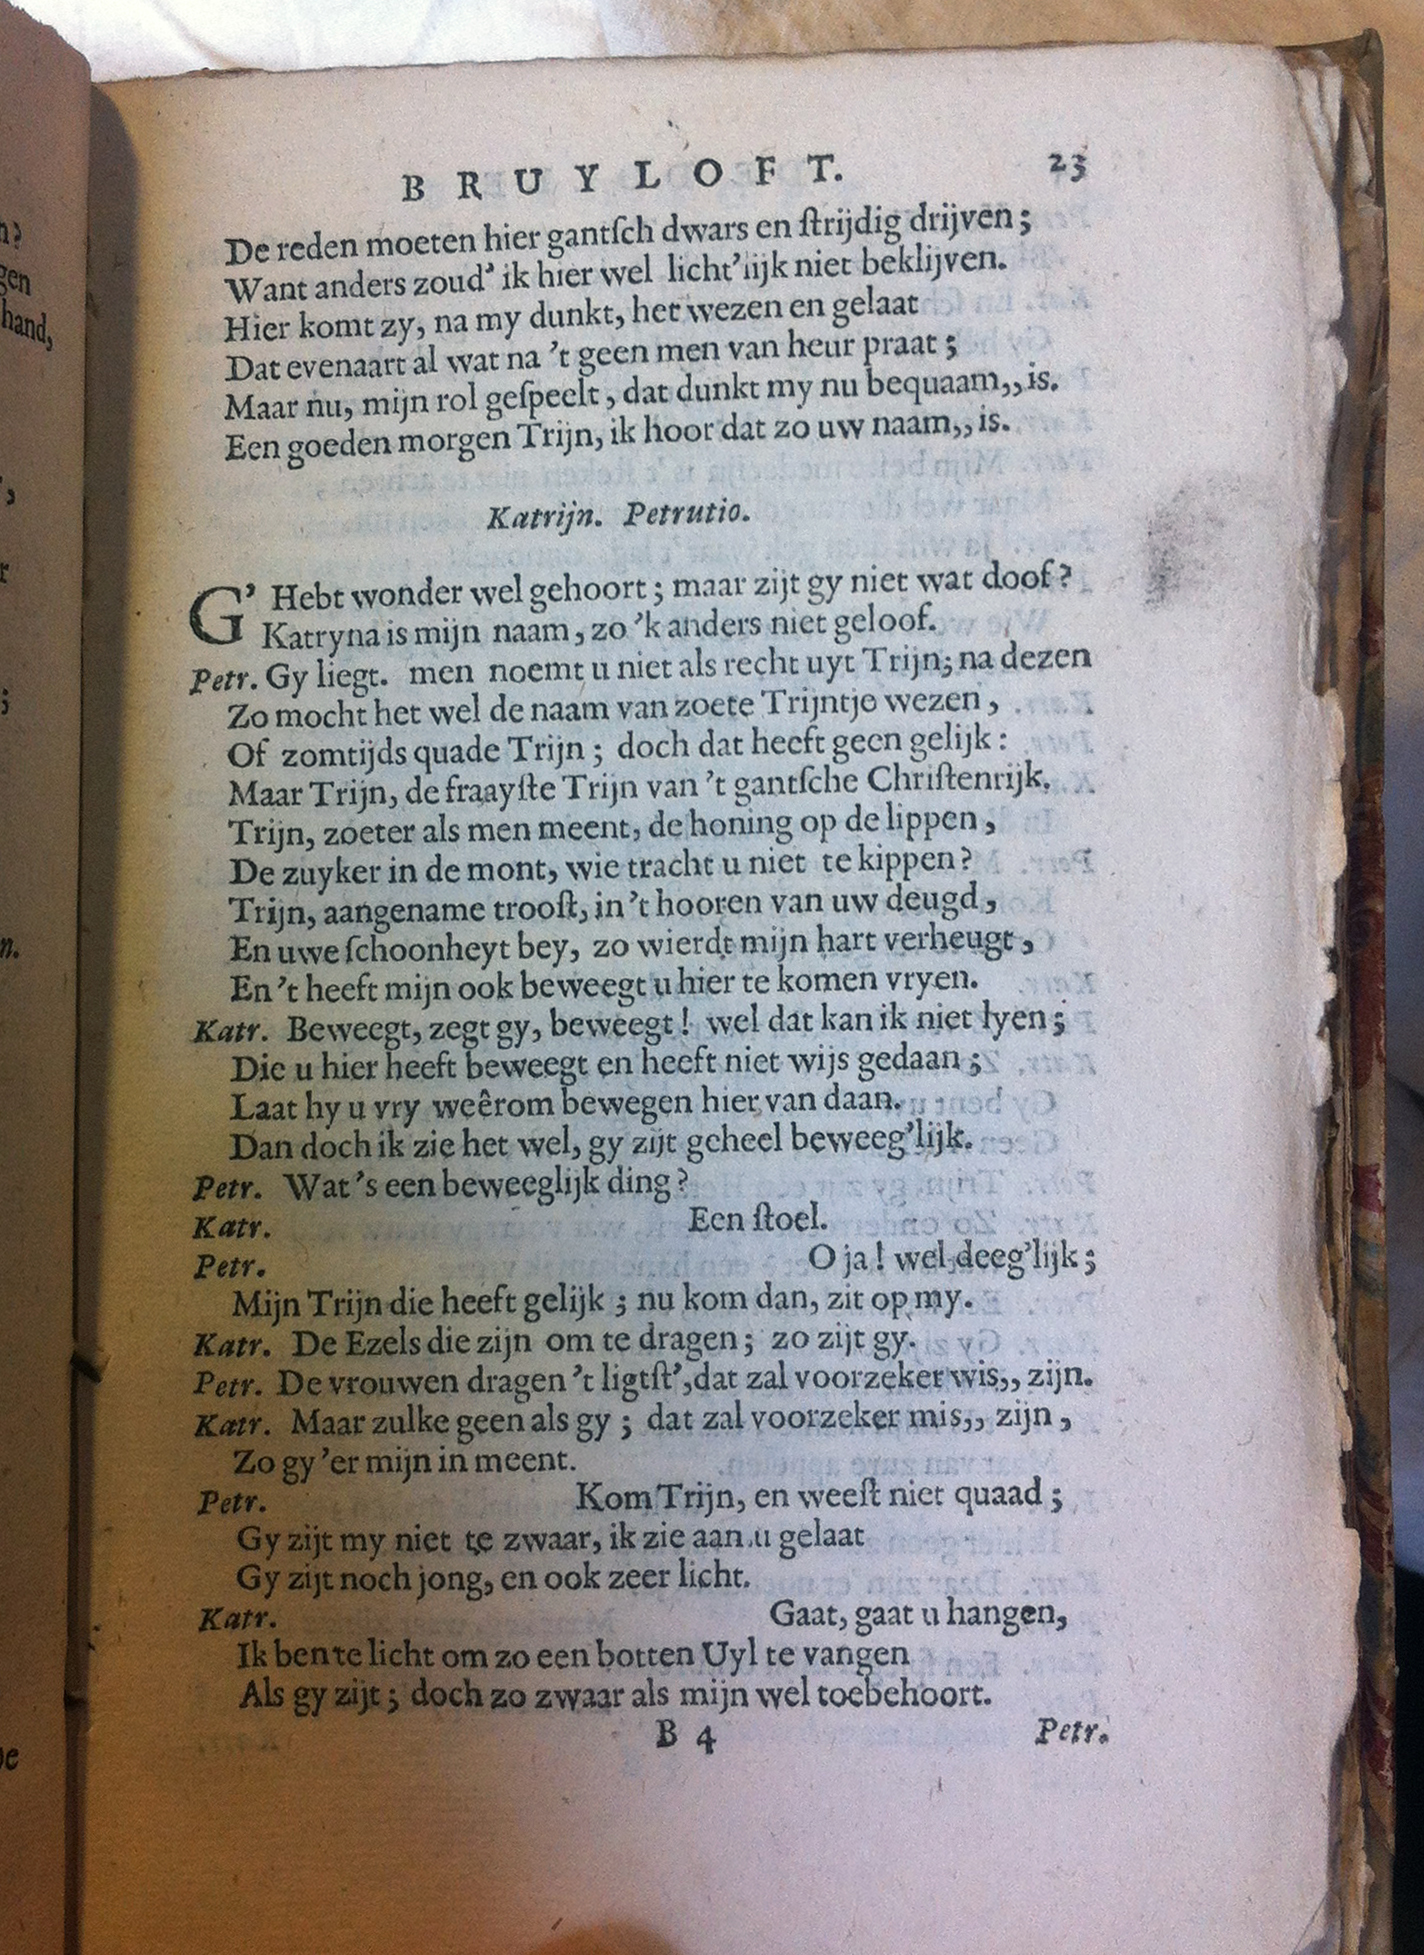 BRUYLOFT. 23
De reden moeten hier gantſch dwars en ſtrijdig drijven;
Want anders zoud' ik hier wel licht'lijk niet beklijven.
Hier komt zy, na my dunkt, het wezen en gelaat
Dat evenaart al wat na 't geen men van heur praat;
Maar nu, mijn rol geſpeelt, dat dunkt my nu bequaam,, is.
Een goeden morgen Trijn, ik hoor dat zo uw naam,, is.
Katrijn. Petrutio.
G' Hebt wonder wel gehoort; maar zijt gy niet wat doof?
Katryna is mijn naam, zo 'k anders niet geloof.
Petr. Gy liegt. men noemt u niet als recht uyt Trijn; na dezen
Zo mocht het wel de naam van zoete Trijntje wezen,
Of zomtijds quade Trijn; doch dat heeft geen gelijk:
Maar Trijn, de fraayſte Trijn van 't gantſche Chriſtenrijk.
Trijn, zoeter als men meent, de honing op de lippen,
De zuyker in de mont, wie tracht u niet te kippen?
Trijn, aangename trooſt, in 't hooren van uw deugd,
En uwe ſchoonheyt bey, zo wierdt mijn hart verheugt,
En 't heeft mijn ook beweegt u hier te komen vryen.
Katr. Beweegt, zegt gy, beweegt! wel dat kan ik niet lyen;
Die u hier heeft beweegt en heeft niet wijs gedaan;
Laat hy u vry weêrom bewegen hier van daan.
Dan doch ik zie het wel, gy zijt geheel beweeg'lijk.
Petr. Wat 's een beweeglijk ding?
Katr. Een ſtoel.
Petr. O ja! wel deeg'lijk;
Mijn Trijn die heeft gelijk; nu kom dan, zit op my.
Katr. De Ezels die zijn om te dragen; zo zijt gy.
Petr. De vrouwen dragen 't ligtſt', dat zal voorzeker wis,, zijn.
Katr. Maar zulke geen als gy; dat zal voorzeker mis,, zijn,
Zo gy 'er mijn in meent.
Petr. Kom Trijn, en weeſt niet quaad;
Gy zijt my niet te zwaar, ik zie aan u gelaat
Gy zijt noch jong, en ook zeer licht.
Katr. Gaat, gaat u hangen,
Ik ben te licht om zo een botten Uyl te vangen
Als gy zijt; doch zo zwaar als mijn wel toebehoort.
B 4 Petr.